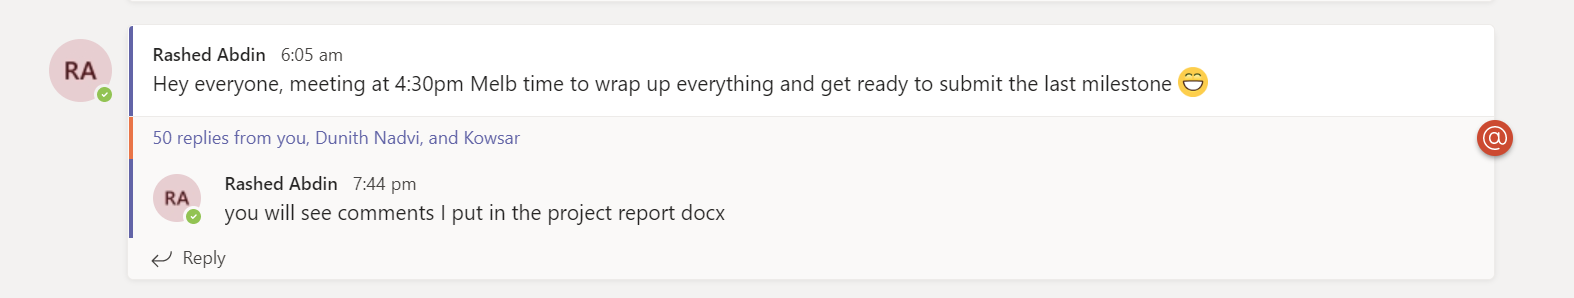 RA
Rashed Abdin 6:05 am
Hey everyone, meeting at 4:30pm Melb time to wrap up everything and get ready to submit the last milestone 😁
50 replies from you, Dunith Nadvi, and Kowsar
@
RA
Rashed Abdin 7:44 pm
you will see comments I put in the project report docx
Reply